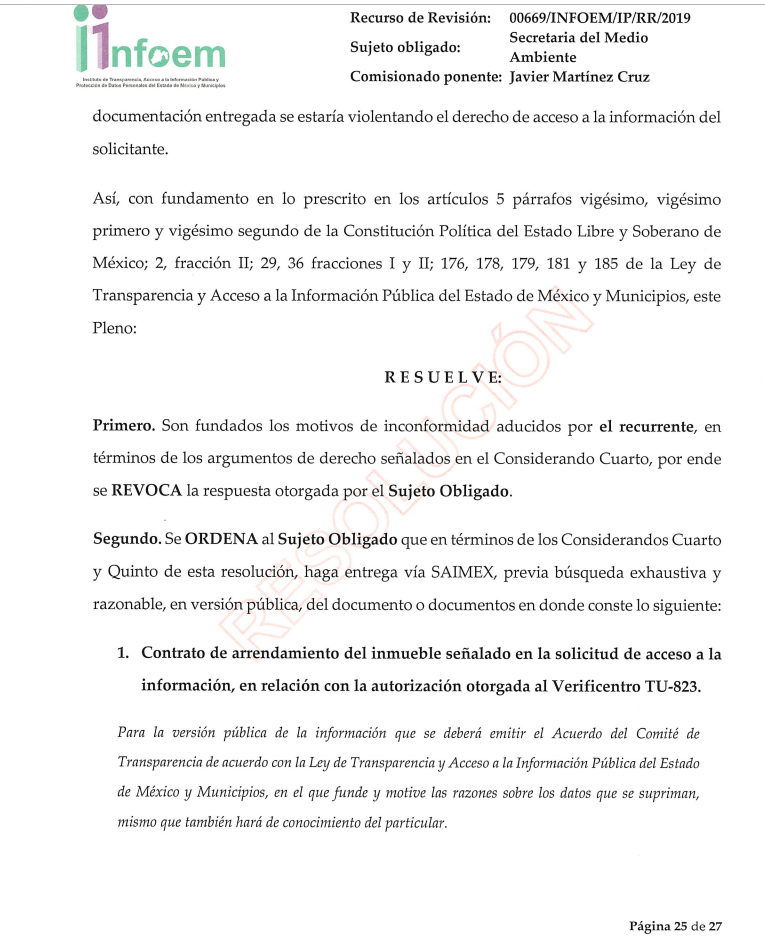 infoem
Instituto de Transparencia, Acceso a la Información Pública y
Protección de Datos Personales del Estado de México y Municipios
Recurso de Revisión: 00669/INFOEM/IP/RR/2019
Sujeto obligado: Secretaria del Medio
Ambiente
Comisionado ponente: Javier Martínez Cruz
documentación entregada se estaría violentando el derecho de acceso a la información del
solicitante.
Así, con fundamento en lo prescrito en los artículos 5 párrafos vigésimo, vigésimo
primero y vigésimo segundo de la Constitución Política del Estado Libre y Soberano de
México; 2, fracción II; 29, 36 fracciones I y II; 176, 178, 179, 181 y 185 de la Ley de
Transparencia y Acceso a la Información Pública del Estado de México y Municipios, este
Pleno:
R E S U E L V E:
Primero. Son fundados los motivos de inconformidad aducidos por el recurrente, en
términos de los argumentos de derecho señalados en el Considerando Cuarto, por ende
se REVOCA la respuesta otorgada por el Sujeto Obligado.
Segundo. Se ORDENA al Sujeto Obligado que en términos de los Considerandos Cuarto
y Quinto de esta resolución, haga entrega vía SAIMEX, previa búsqueda exhaustiva y
razonable, en versión pública, del documento o documentos en donde conste lo siguiente:
1. Contrato de arrendamiento del inmueble señalado en la solicitud de acceso a la
información, en relación con la autorización otorgada al Verificentro TU-823.
Para la versión pública de la información que se deberá emitir el Acuerdo del Comité de
Transparencia de acuerdo con la Ley de Transparencia y Acceso a la Información Pública del Estado
de México y Municipios, en el que funde y motive las razones sobre los datos que se supriman,
mismo que también hará de conocimiento del particular.
RESOLUCIÓN
Página 25 de 27